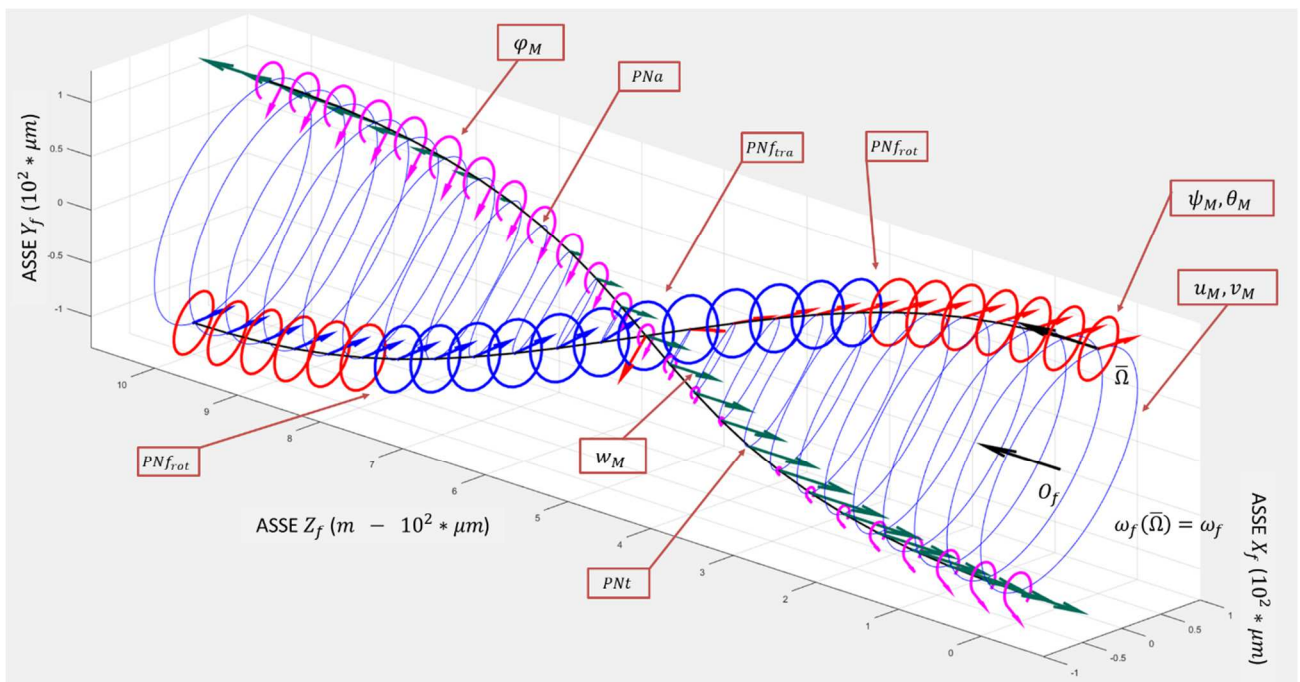 φ_M
PNa
PNf_tra
PNf_rot
ψ_M, θ_M
u_M, v_M
ASSE Y_f (10^2 * μm)
1
0.5
0
-0.5
-1
Ω̅
O_f
ω_f(Ω̅) = ω_f
PNf_rot
w_M
PNt
ASSE Z_f (m − 10^2 * μm)
10
9
8
7
6
5
4
3
2
1
0
ASSE X_f (10^2 * μm)
1
0.5
0
-0.5
-1